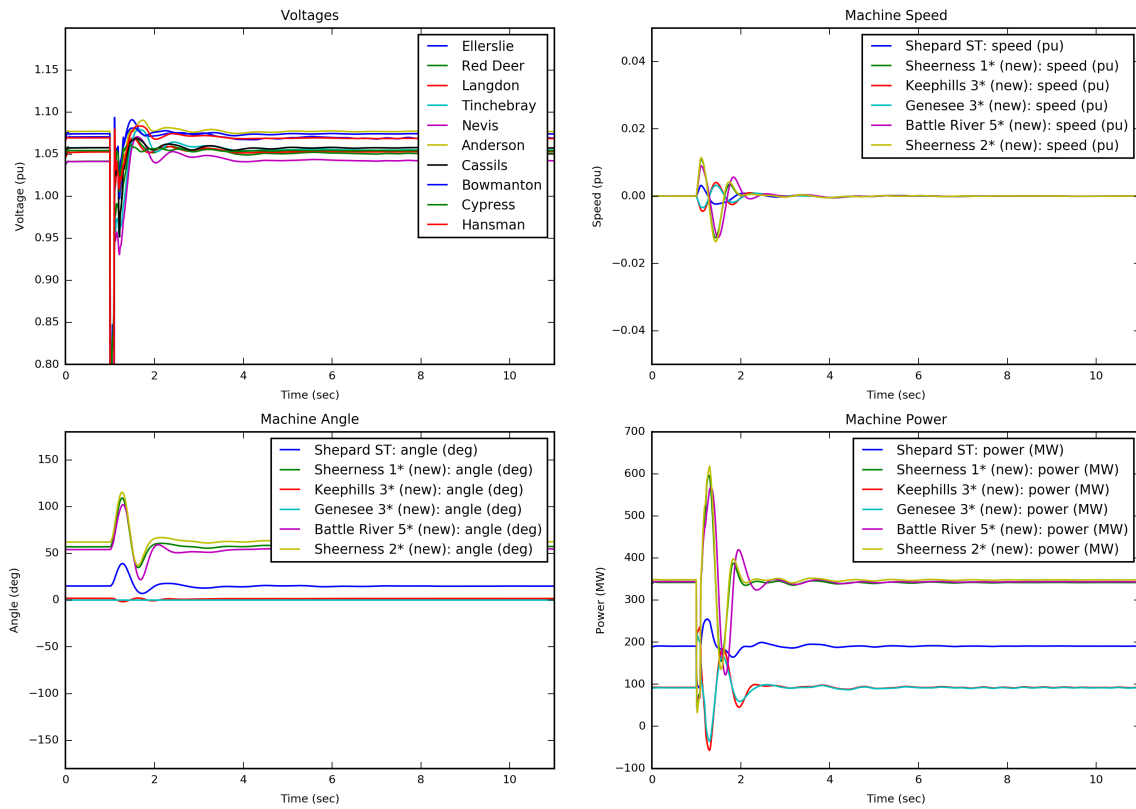 Voltages
1.15
1.10
1.05
1.00
0.95
0.90
0.85
0.80
Voltage (pu)
Ellerslie
Red Deer
Langdon
Tinchebray
Nevis
Anderson
Cassils
Bowmanton
Cypress
Hansman
0 2 4 6 8 10
Time (sec)
Machine Speed
0.04
0.02
0.00
−0.02
−0.04
Speed (pu)
Shepard ST: speed (pu)
Sheerness 1* (new): speed (pu)
Keephills 3* (new): speed (pu)
Genesee 3* (new): speed (pu)
Battle River 5* (new): speed (pu)
Sheerness 2* (new): speed (pu)
0 2 4 6 8 10
Time (sec)
Machine Angle
150
100
50
0
−50
−100
−150
Angle (deg)
Shepard ST: angle (deg)
Sheerness 1* (new): angle (deg)
Keephills 3* (new): angle (deg)
Genesee 3* (new): angle (deg)
Battle River 5* (new): angle (deg)
Sheerness 2* (new): angle (deg)
0 2 4 6 8 10
Time (sec)
Machine Power
700
600
500
400
300
200
100
0
−100
Power (MW)
Shepard ST: power (MW)
Sheerness 1* (new): power (MW)
Keephills 3* (new): power (MW)
Genesee 3* (new): power (MW)
Battle River 5* (new): power (MW)
Sheerness 2* (new): power (MW)
0 2 4 6 8 10
Time (sec)